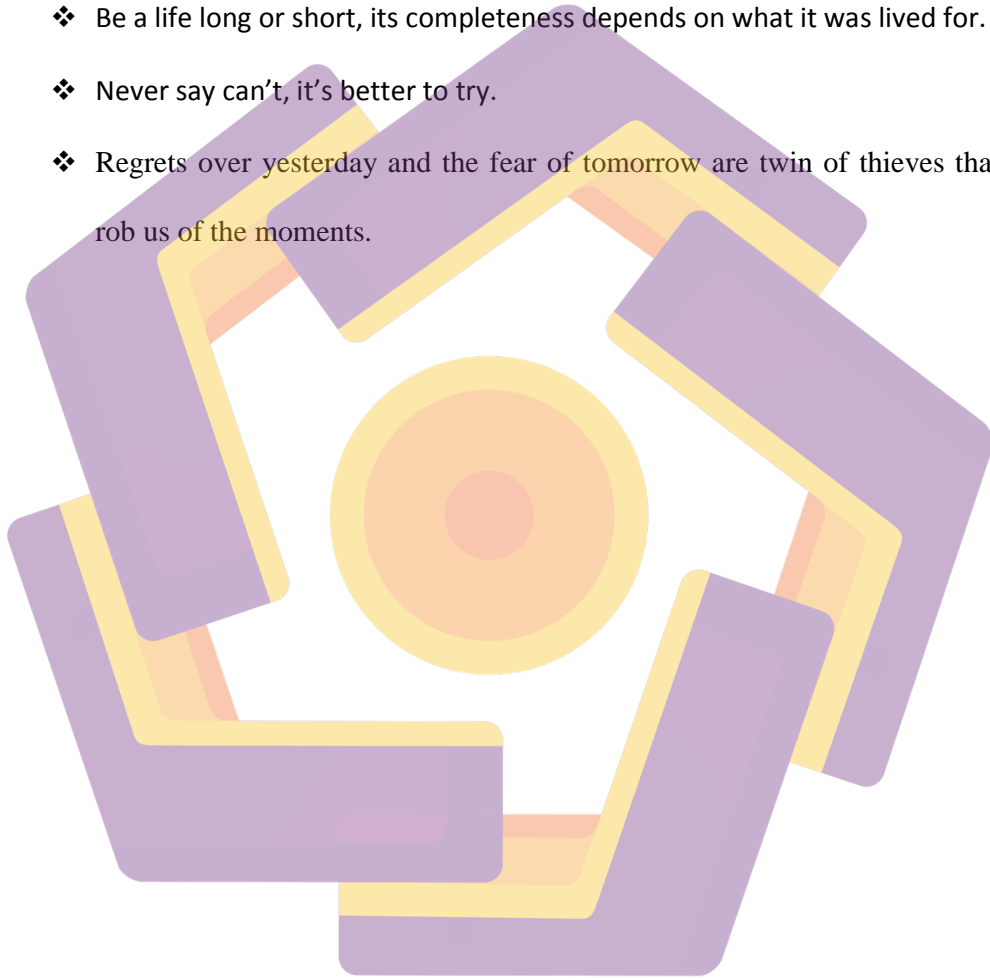 ❖ Be a life long or short, its completeness depends on what it was lived for.
❖ Never say can’t, it’s better to try.
❖ Regrets over yesterday and the fear of tomorrow are twin of thieves tha
rob us of the moments.